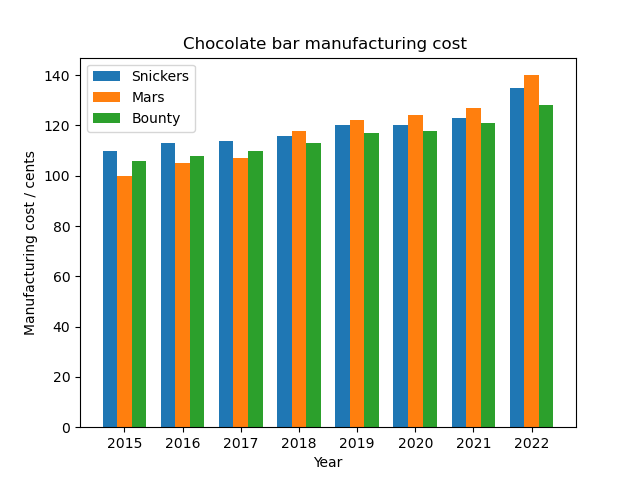 Chocolate bar manufacturing cost
Snickers
Mars
Bounty
Manufacturing cost / cents
140
120
100
80
60
40
20
0
2015 2016 2017 2018 2019 2020 2021 2022
Year